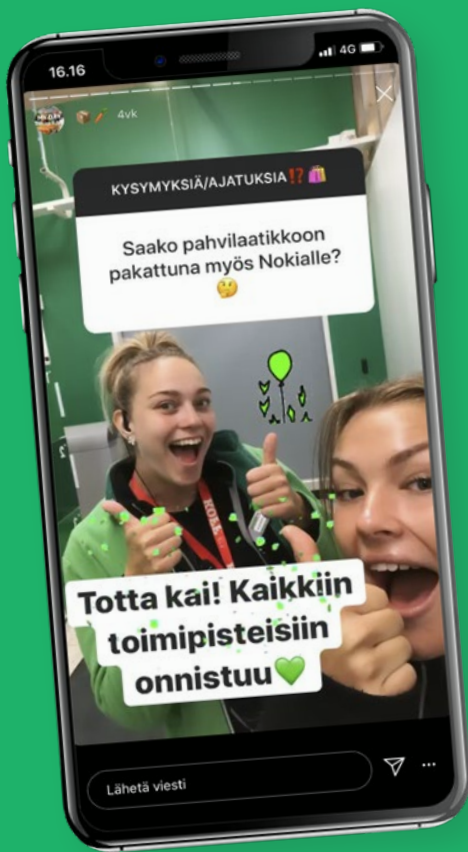 16.16
4G
4vk
KYSYMYKSIÄ/AJATUKSIA⁉️🛍️
Saako pahvilaatikkoon
pakattuna myös Nokialle?
🤔
Totta kai! Kaikkiin
toimipisteisiin
onnistuu💚
Lähetä viesti